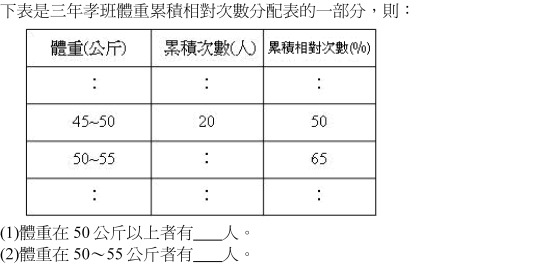 下表是三年孝班體重累積相對次數分配表的一部分，則：
體重(公斤) 累積次數(人) 累積相對次數(%)
： ： ：
45~50 20 50
50~55 ： 65
： ： ：
(1)體重在 50 公斤以上者有____人。
(2)體重在 50～55 公斤者有____人。